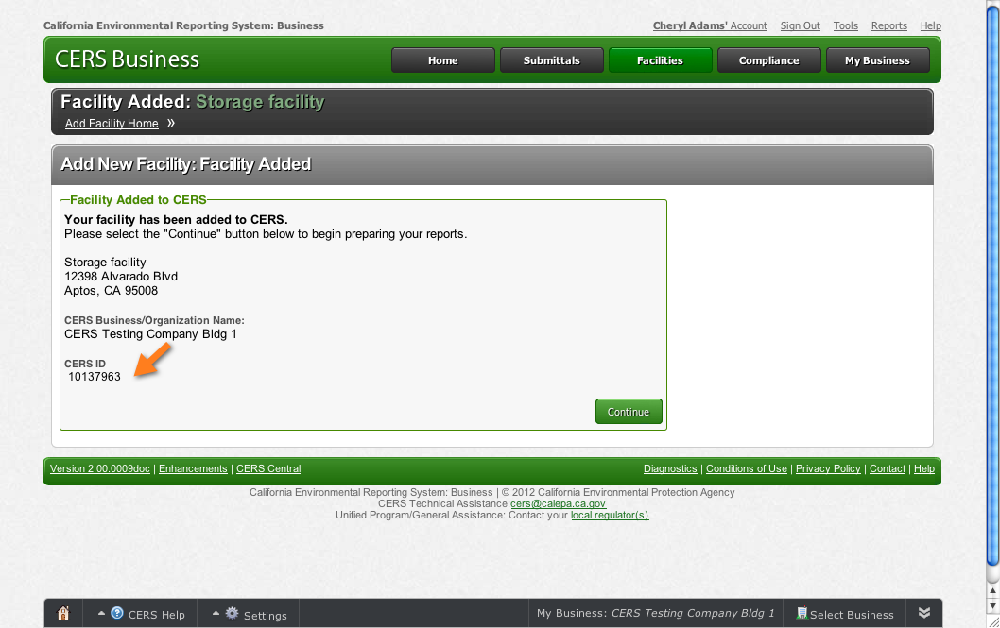 California Environmental Reporting System: Business
Cheryl Adams' Account Sign Out Tools Reports Help
CERS Business
Home Submittals Facilities Compliance My Business
Facility Added: Storage facility
Add Facility Home »
Add New Facility: Facility Added
Facility Added to CERS
Your facility has been added to CERS.
Please select the "Continue" button below to begin preparing your reports.
Storage facility
12398 Alvarado Blvd
Aptos, CA 95008
CERS Business/Organization Name:
CERS Testing Company Bldg 1
CERS ID
10137963
Continue
Version 2.00.0009doc | Enhancements | CERS Central
Diagnostics | Conditions of Use | Privacy Policy | Contact | Help
California Environmental Reporting System: Business | © 2012 California Environmental Protection Agency
CERS Technical Assistance:cers@calepa.ca.gov
Unified Program/General Assistance: Contact your local regulator(s)
CERS Help Settings My Business: CERS Testing Company Bldg 1 Select Business